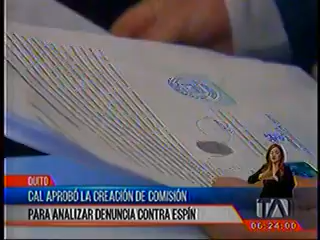 QUITO
CAL APROBÓ LA CREACIÓN DE COMISIÓN
PARA ANALIZAR DENUNCIA CONTRA ESPÍN
06:24:00